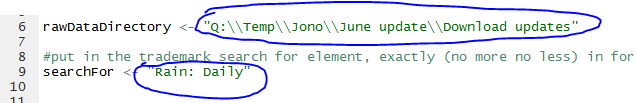 6 rawDataDirectory <- "Q:\\Temp\\Jono\\June update\\Download updates"
7
8 #put in the trademark search for element, exactly (no more no less) in for
9 searchFor <- "Rain: Daily"
10